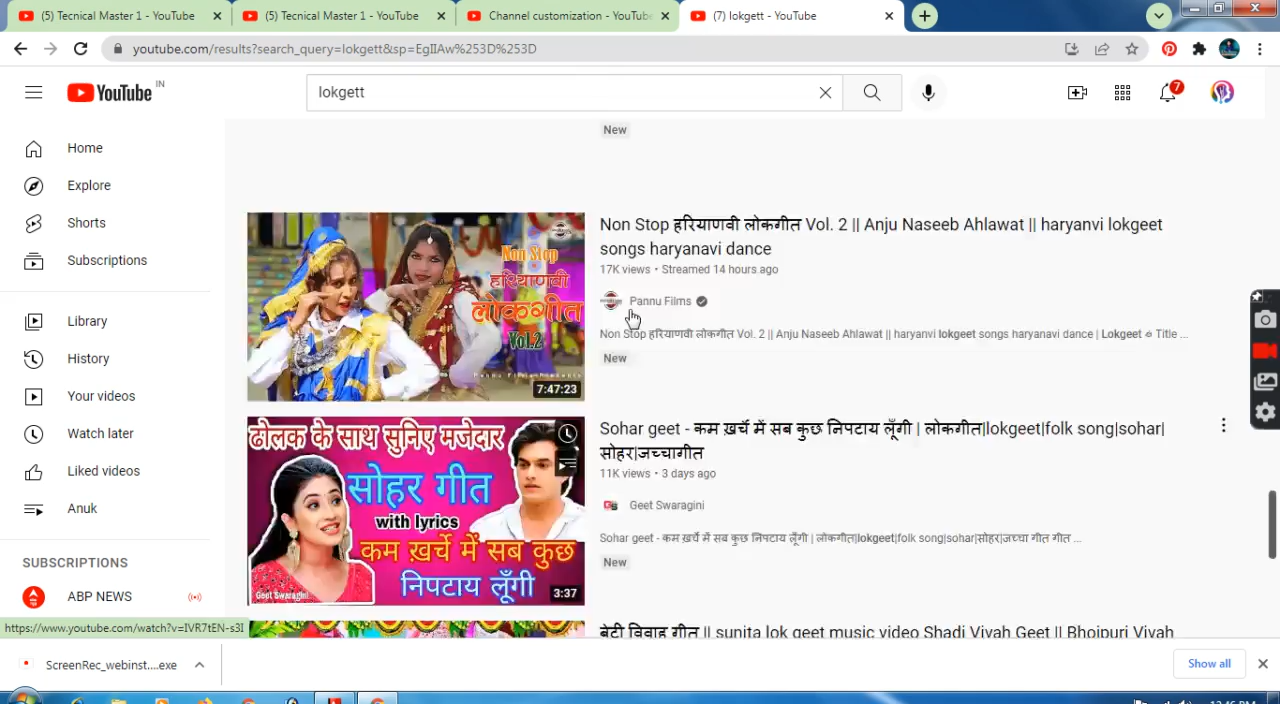 (5) Tecnical Master 1 - YouTube
(5) Tecnical Master 1 - YouTube
Channel customization - YouTube
(7) lokgett - YouTube
youtube.com/results?search_query=lokgett&sp=EgIIAw%253D%253D
YouTube IN
lokgett
7
Home
Explore
Shorts
Subscriptions
Library
History
Your videos
Watch later
Liked videos
Anuk
SUBSCRIPTIONS
ABP NEWS
New
Non Stop
हरियाणवी
लोकगीत
Vol.2
7:47:23
Non Stop हरियाणवी लोकगीत Vol. 2 || Anju Naseeb Ahlawat || haryanvi lokgeet
songs haryanavi dance
17K views • Streamed 14 hours ago
Pannu Films
Non Stop हरियाणवी लोकगीत Vol. 2 || Anju Naseeb Ahlawat || haryanvi lokgeet songs haryanavi dance | Lokgeet
Title ...
New
ढोलक के साथ सुनिए मजेदार
सोहर गीत
with lyrics
कम ख़र्चे में सब कुछ
निपटाय लूँगी
Geet Swaragini
3:37
Sohar geet - कम ख़र्चे में सब कुछ निपटाय लूँगी | लोकगीत|lokgeet|folk song|sohar|
सोहर|जच्चागीत
11K views • 3 days ago
Geet Swaragini
Sohar geet - कम ख़र्चे में सब कुछ निपटाय लूँगी | लोकगीत|lokgeet|folk song|sohar|सोहर|जच्चा गीत गीत ...
New
बेटी विवाह गीत || sunita lok geet music video Shadi Vivah Geet || Bhojpuri Vivah
https://www.youtube.com/watch?v=IVR7tEN-s3I
ScreenRec_webinst....exe
Show all